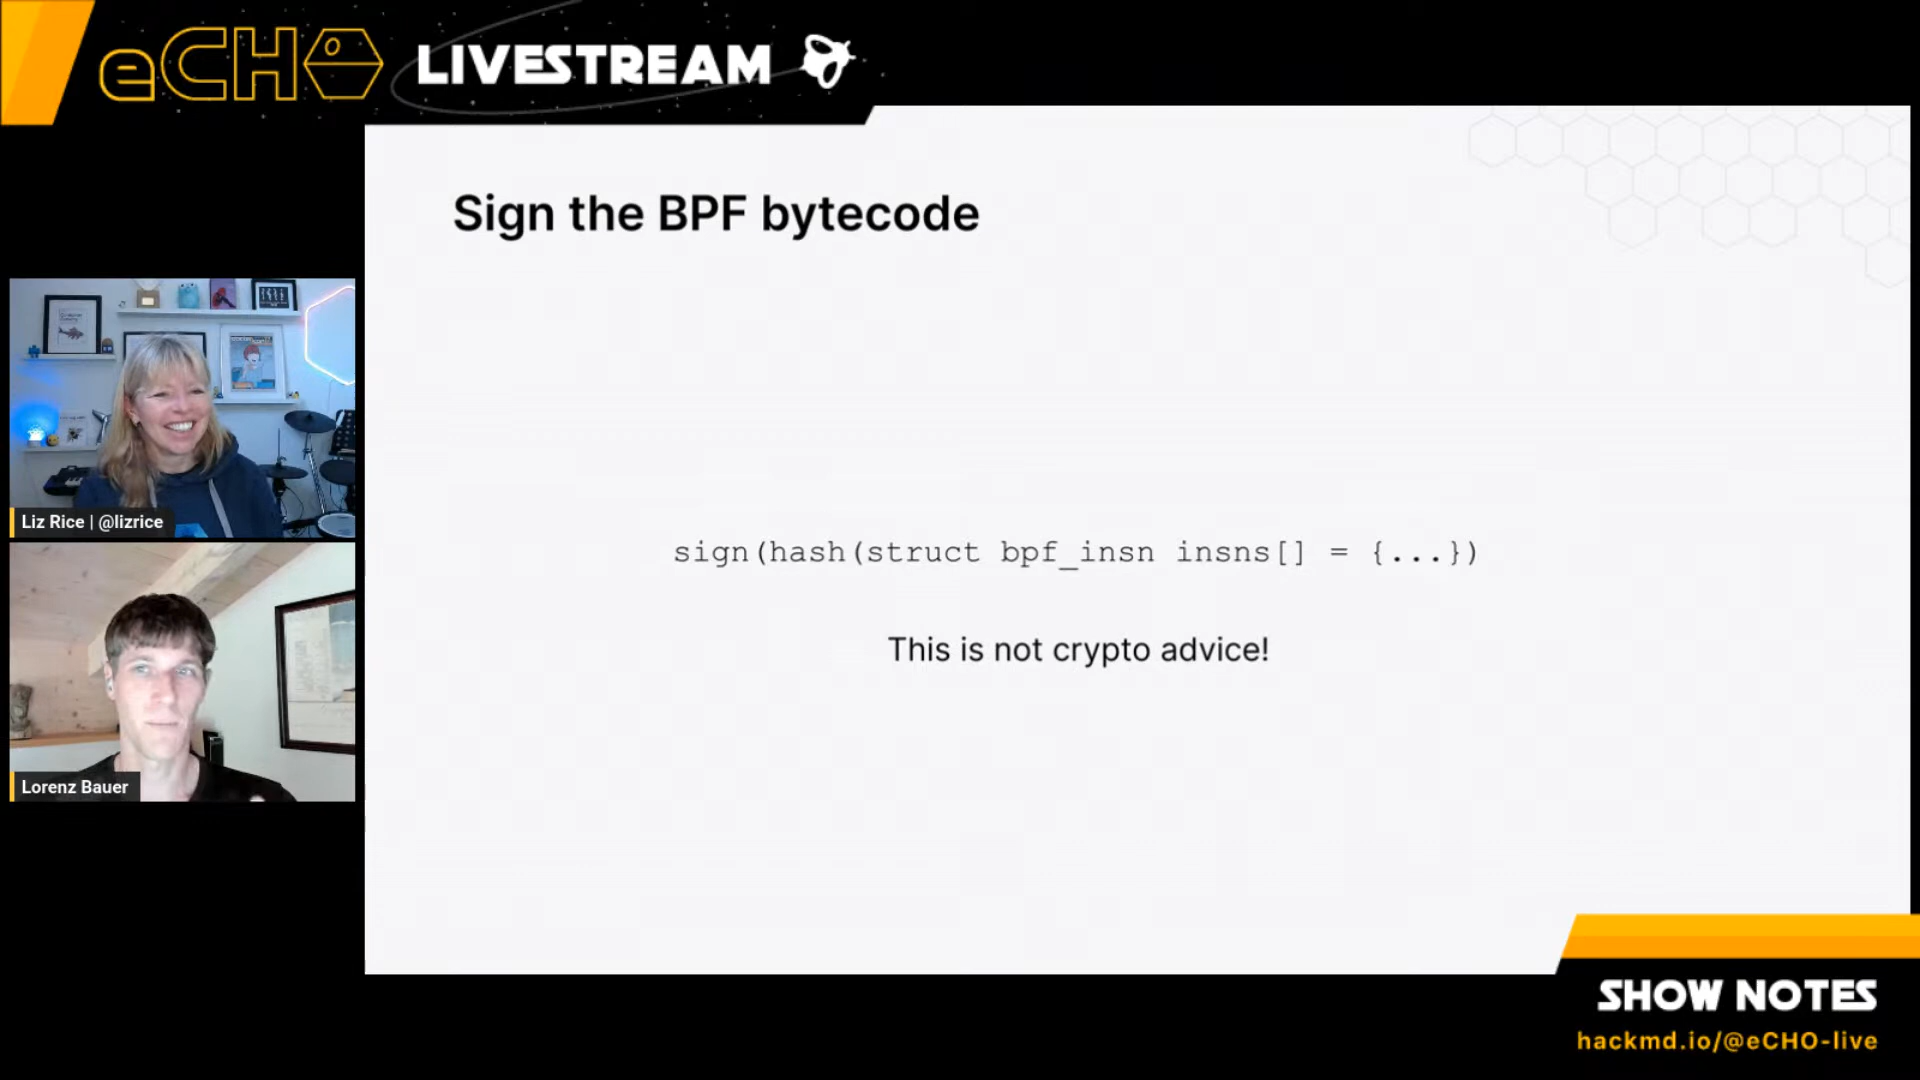 eCHO LIVESTREAM
Sign the BPF bytecode
sign(hash(struct bpf_insn insns[] = {...})
This is not crypto advice!
Liz Rice | @lizrice
Lorenz Bauer
SHOW NOTES
hackmd.io/@eCHO-live